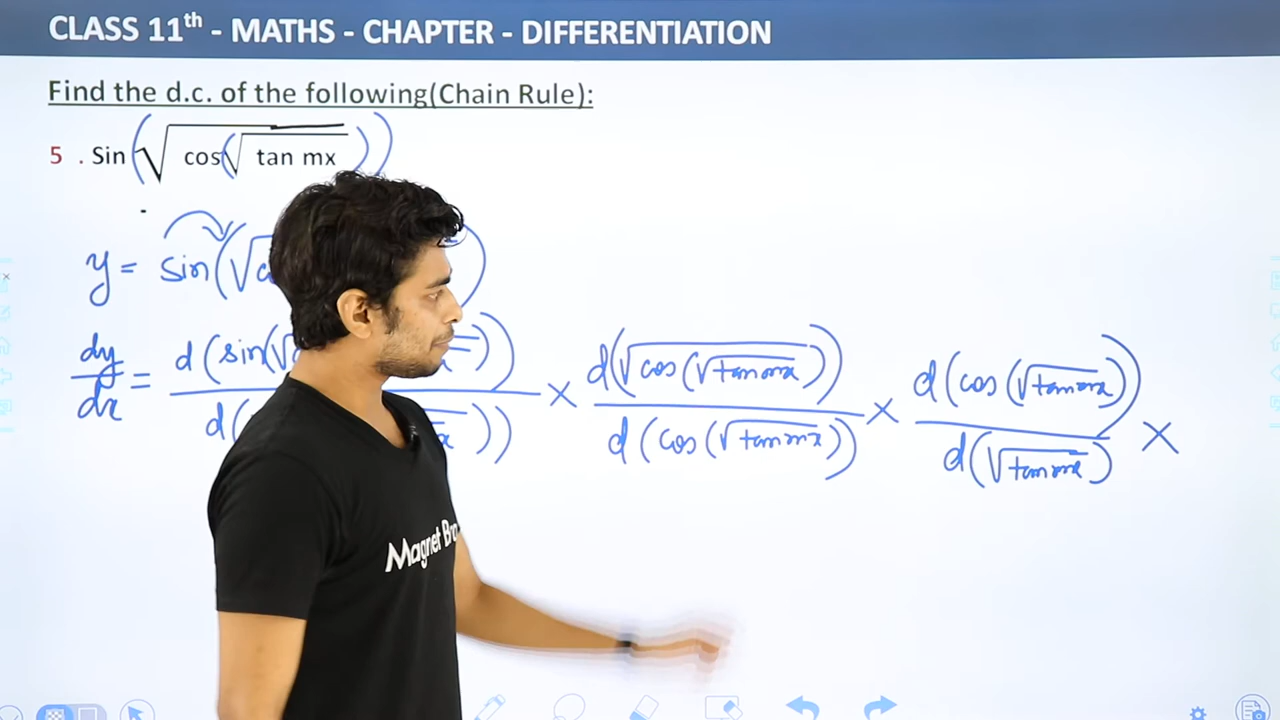 CLASS 11th - MATHS - CHAPTER - DIFFERENTIATION
Find the d.c. of the following(Chain Rule):
5 . Sin(√cos(√tan mx))
y = sin(√
dy/dx = d(sin(√ ))/d( )) × d(√cos(√tan mx))/d(cos(√tan mx)) × d(cos(√tan mx))/d(√tan mx) ×
Magnet